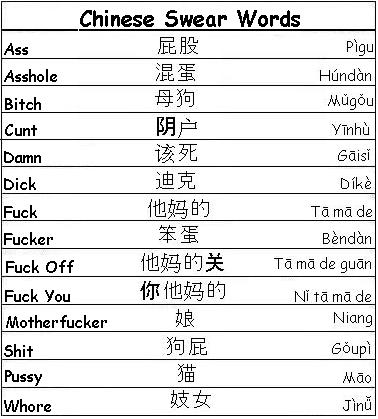 Chinese Swear Words
Ass 屁股 Pìgu
Asshole 混蛋 Húndàn
Bitch 母狗 Mǔgǒu
Cunt 阴户 Yīnhù
Damn 该死 Gāisǐ
Dick 迪克 Díkè
Fuck 他妈的 Tā mā de
Fucker 笨蛋 Bèndàn
Fuck Off 他妈的关 Tā mā de guān
Fuck You 你他妈的 Nǐ tā mā de
Motherfucker 娘 Niang
Shit 狗屁 Gǒupì
Pussy 猫 Māo
Whore 妓女 Jìnǚ